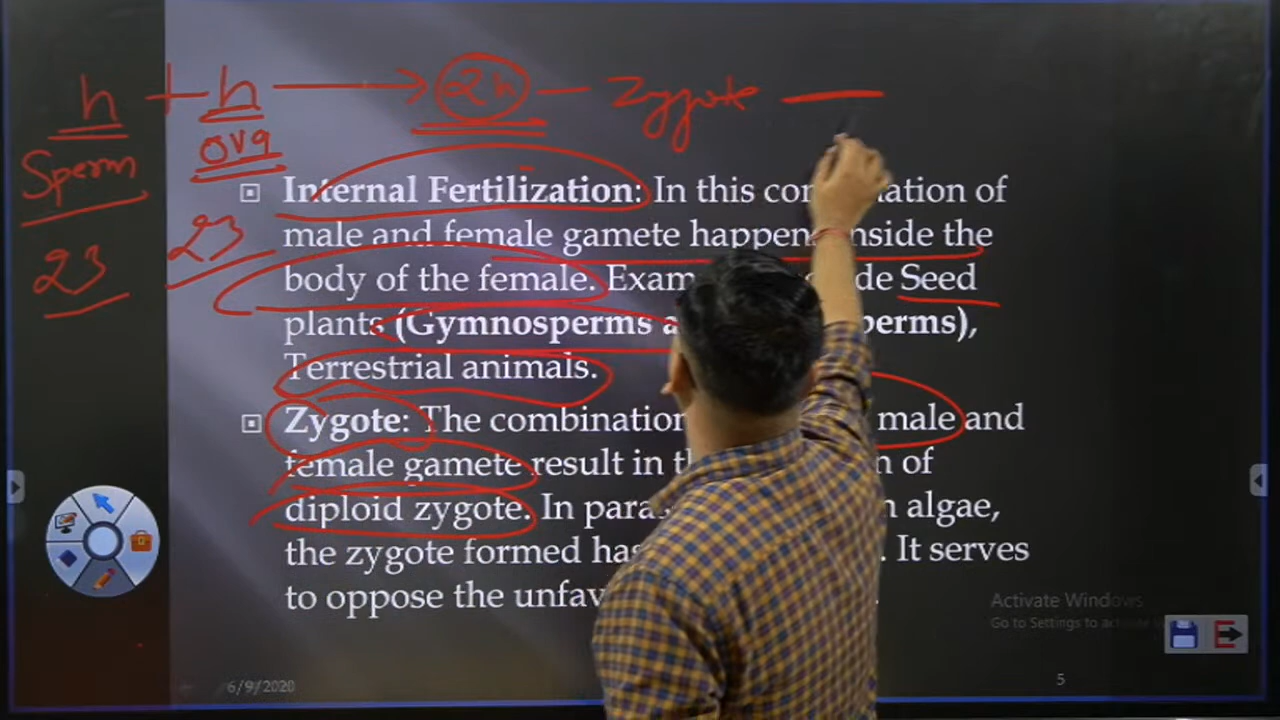 n + n → 2n — Zygote —
Sperm ova
23 23
Internal Fertilization: In this com ation of
male and female gamete happen inside the
body of the female. Exam de Seed
plants (Gymnosperms a perms),
Terrestrial animals.
Zygote: The combination male and
female gamete result in th n of
diploid zygote. In para n algae,
the zygote formed has . It serves
to oppose the unfav
Activate Windows
Go to Settings to activate
6/9/2020
5